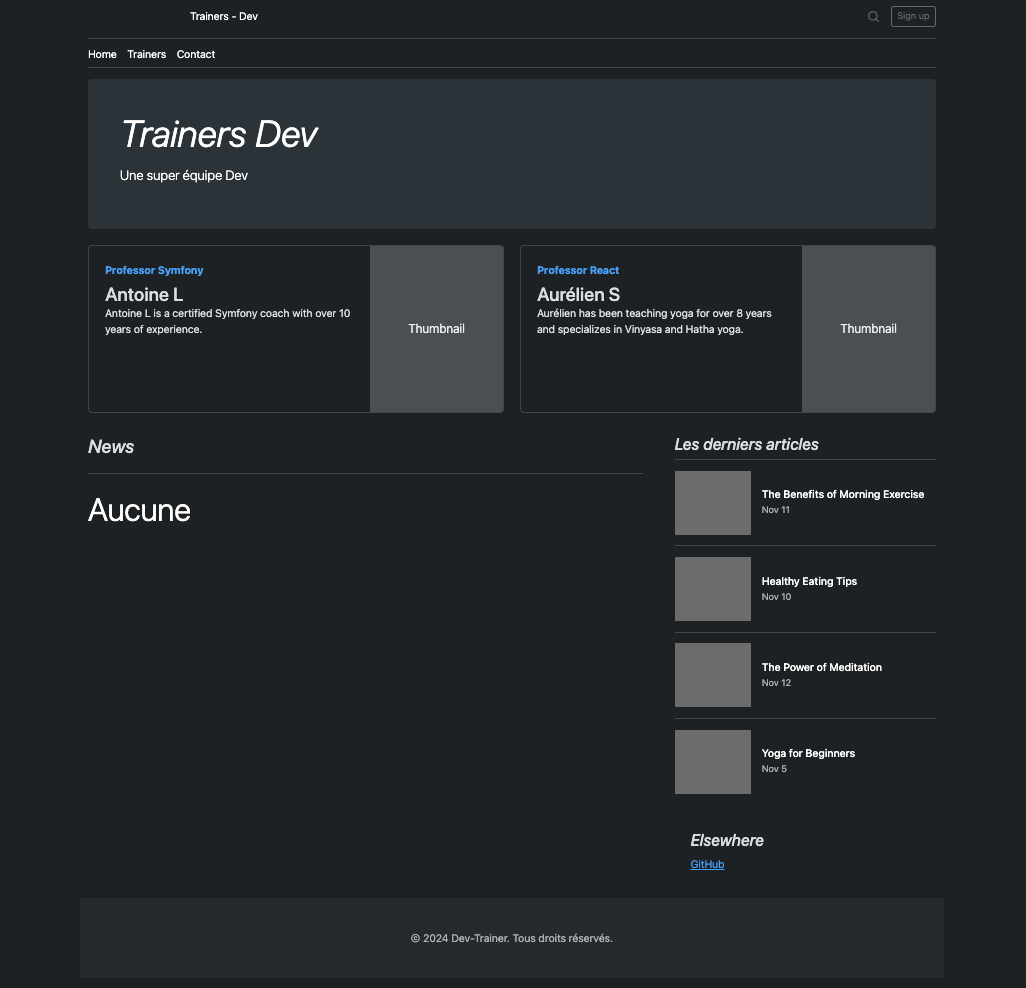 Trainers - Dev
Sign up
Home Trainers Contact
Trainers Dev
Une super équipe Dev
Professor Symfony
Antoine L
Antoine L is a certified Symfony coach with over 10
years of experience.
Thumbnail
Professor React
Aurélien S
Aurélien has been teaching yoga for over 8 years
and specializes in Vinyasa and Hatha yoga.
Thumbnail
News
Aucune
Les derniers articles
The Benefits of Morning Exercise
Nov 11
Healthy Eating Tips
Nov 10
The Power of Meditation
Nov 12
Yoga for Beginners
Nov 5
Elsewhere
GitHub
© 2024 Dev-Trainer. Tous droits réservés.